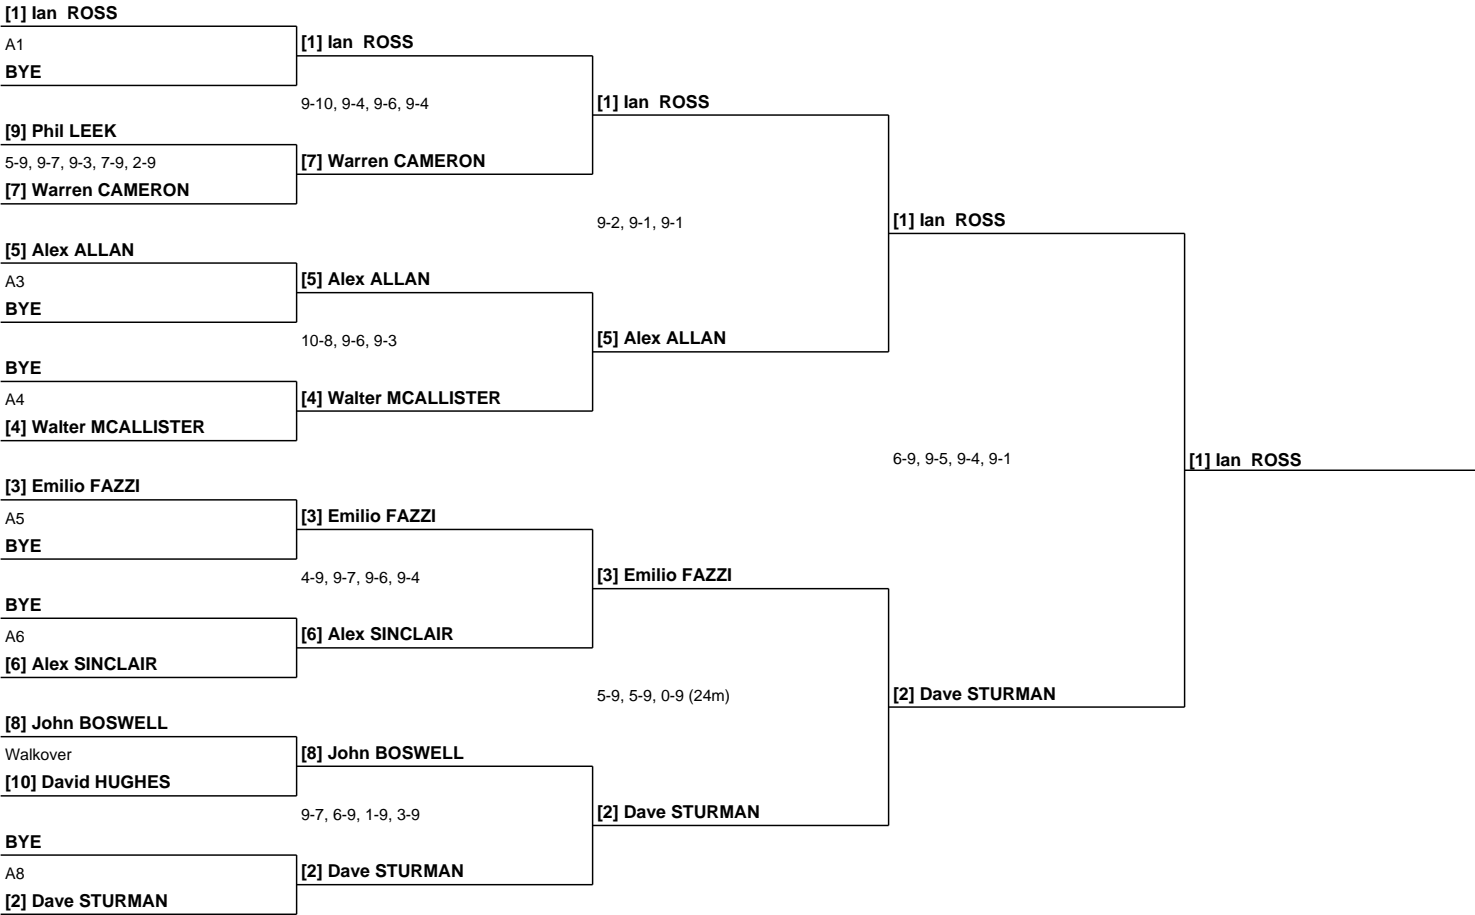 [1] Ian  ROSS
A1
BYE
[9] Phil LEEK
5-9, 9-7, 9-3, 7-9, 2-9
[7] Warren CAMERON
[5] Alex ALLAN
A3
BYE
BYE
A4
[4] Walter MCALLISTER
[3] Emilio FAZZI
A5
BYE
BYE
A6
[6] Alex SINCLAIR
[8] John BOSWELL
Walkover
[10] David HUGHES
BYE
A8
[2] Dave STURMAN
[1] Ian  ROSS
9-10, 9-4, 9-6, 9-4
[7] Warren CAMERON
[5] Alex ALLAN
10-8, 9-6, 9-3
[4] Walter MCALLISTER
[3] Emilio FAZZI
4-9, 9-7, 9-6, 9-4
[6] Alex SINCLAIR
[8] John BOSWELL
9-7, 6-9, 1-9, 3-9
[2] Dave STURMAN
[1] Ian  ROSS
9-2, 9-1, 9-1
[5] Alex ALLAN
[3] Emilio FAZZI
5-9, 5-9, 0-9 (24m)
[2] Dave STURMAN
[1] Ian  ROSS
6-9, 9-5, 9-4, 9-1
[2] Dave STURMAN
[1] Ian  ROSS